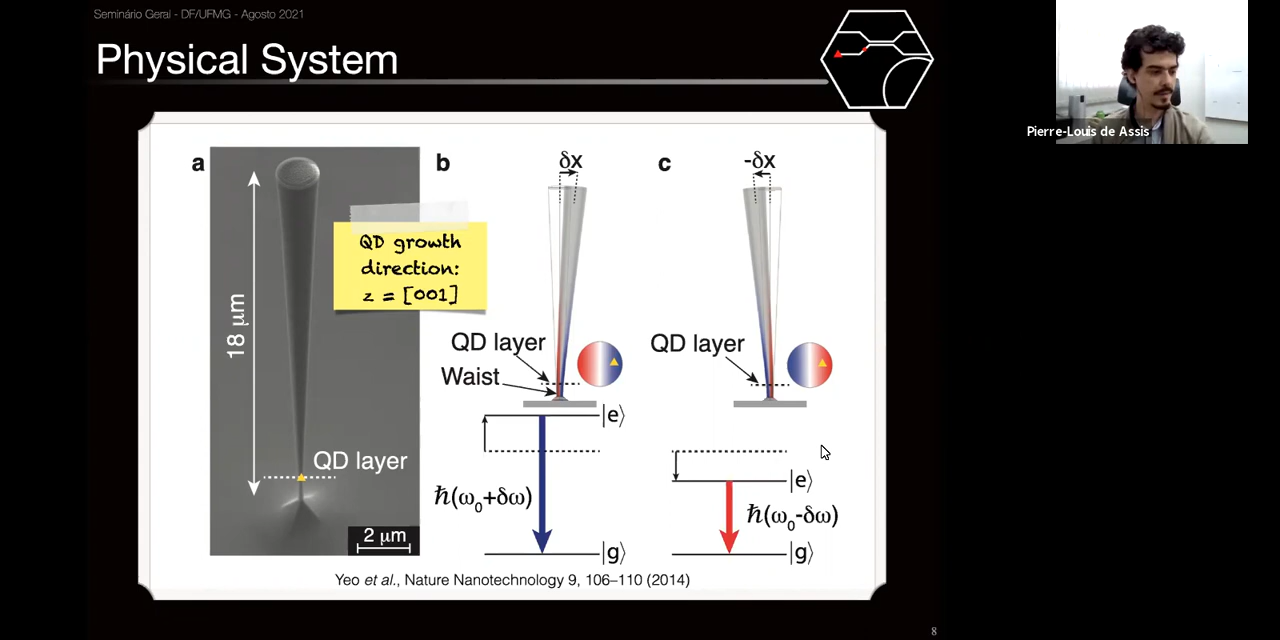 Seminário Geral - DF/UFMG - Agosto 2021
Physical System
Pierre-Louis de Assis
a
18 μm
QD layer
2 μm
QD growth
direction:
z = [001]
b
δx
QD layer
Waist
|e⟩
ℏ(ω₀+δω)
|g⟩
c
-δx
QD layer
|e⟩
ℏ(ω₀-δω)
|g⟩
Yeo et al., Nature Nanotechnology 9, 106–110 (2014)
8